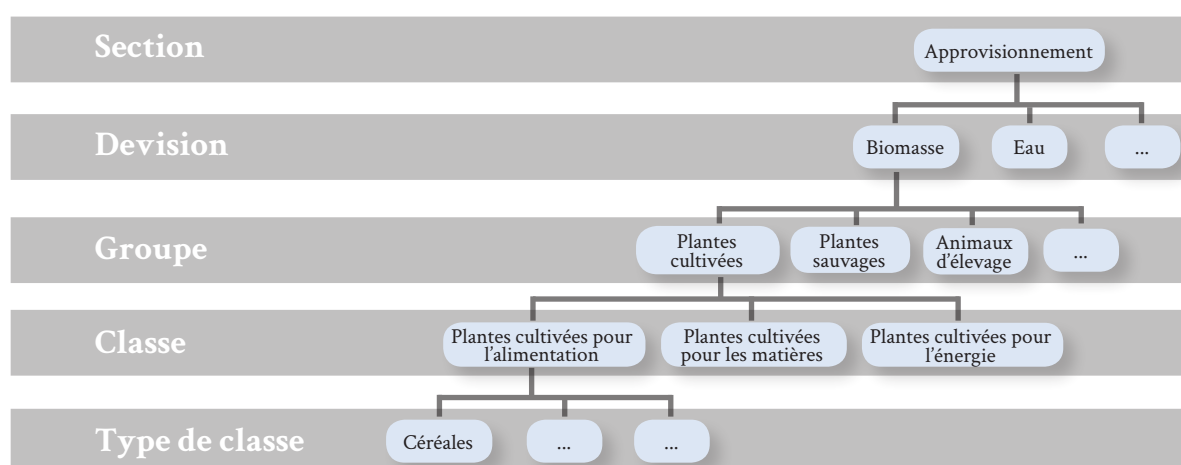 Section
Approvisionnement
Devision
Biomasse
Eau
...
Groupe
Plantes
cultivées
Plantes
sauvages
Animaux
d'élevage
...
Classe
Plantes cultivées pour
l'alimentation
Plantes cultivées
pour les matières
Plantes cultivées pour
l'énergie
Type de classe
Céréales
...
...